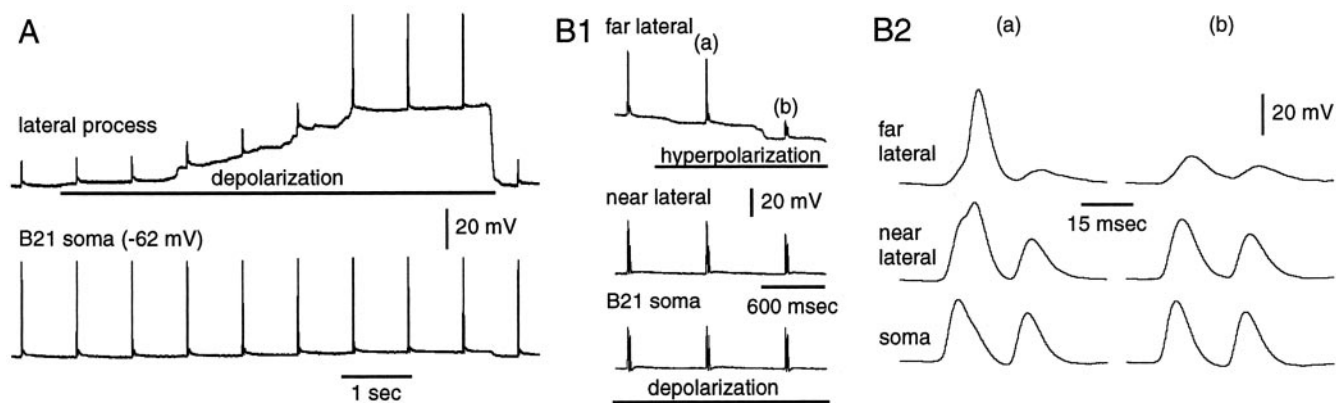 A
lateral process
depolarization
20 mV
B21 soma (-62 mV)
1 sec
B1
far lateral
(a)
(b)
hyperpolarization
near lateral
20 mV
600 msec
B21 soma
depolarization
B2
(a)
(b)
20 mV
far
lateral
15 msec
near
lateral
soma